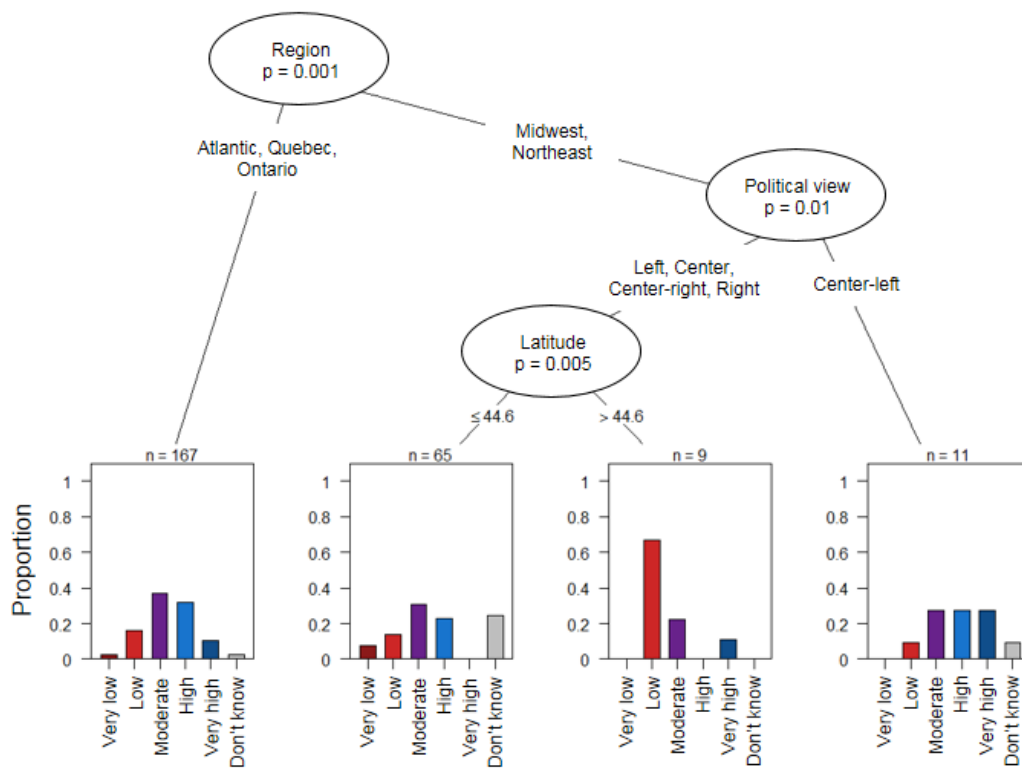 Region
p = 0.001
Atlantic, Quebec,
Ontario
Midwest,
Northeast
Political view
p = 0.01
Left, Center,
Center-right, Right
Center-left
Latitude
p = 0.005
≤ 44.6
> 44.6
Proportion
n = 167
1
0.8
0.6
0.4
0.2
0
Very low
Low
Moderate
High
Very high
Don't know
n = 65
1
0.8
0.6
0.4
0.2
0
Very low
Low
Moderate
High
Very high
Don't know
n = 9
1
0.8
0.6
0.4
0.2
0
Very low
Low
Moderate
High
Very high
Don't know
n = 11
1
0.8
0.6
0.4
0.2
0
Very low
Low
Moderate
High
Very high
Don't know